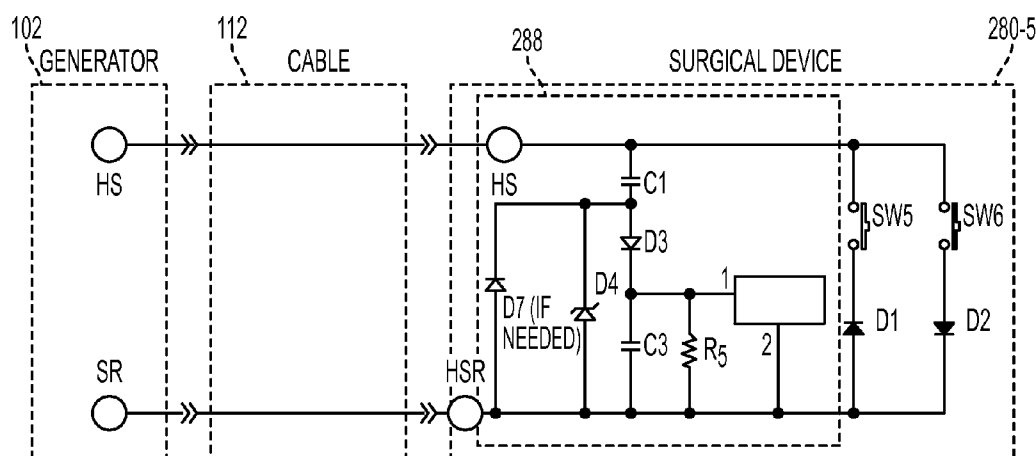 102
GENERATOR
112
CABLE
288
280-5
SURGICAL DEVICE
HS
HS
C1
SW5
SW6
D3
D4
1
D7 (IF
NEEDED)
C3
R5
2
D1
D2
SR
HSR